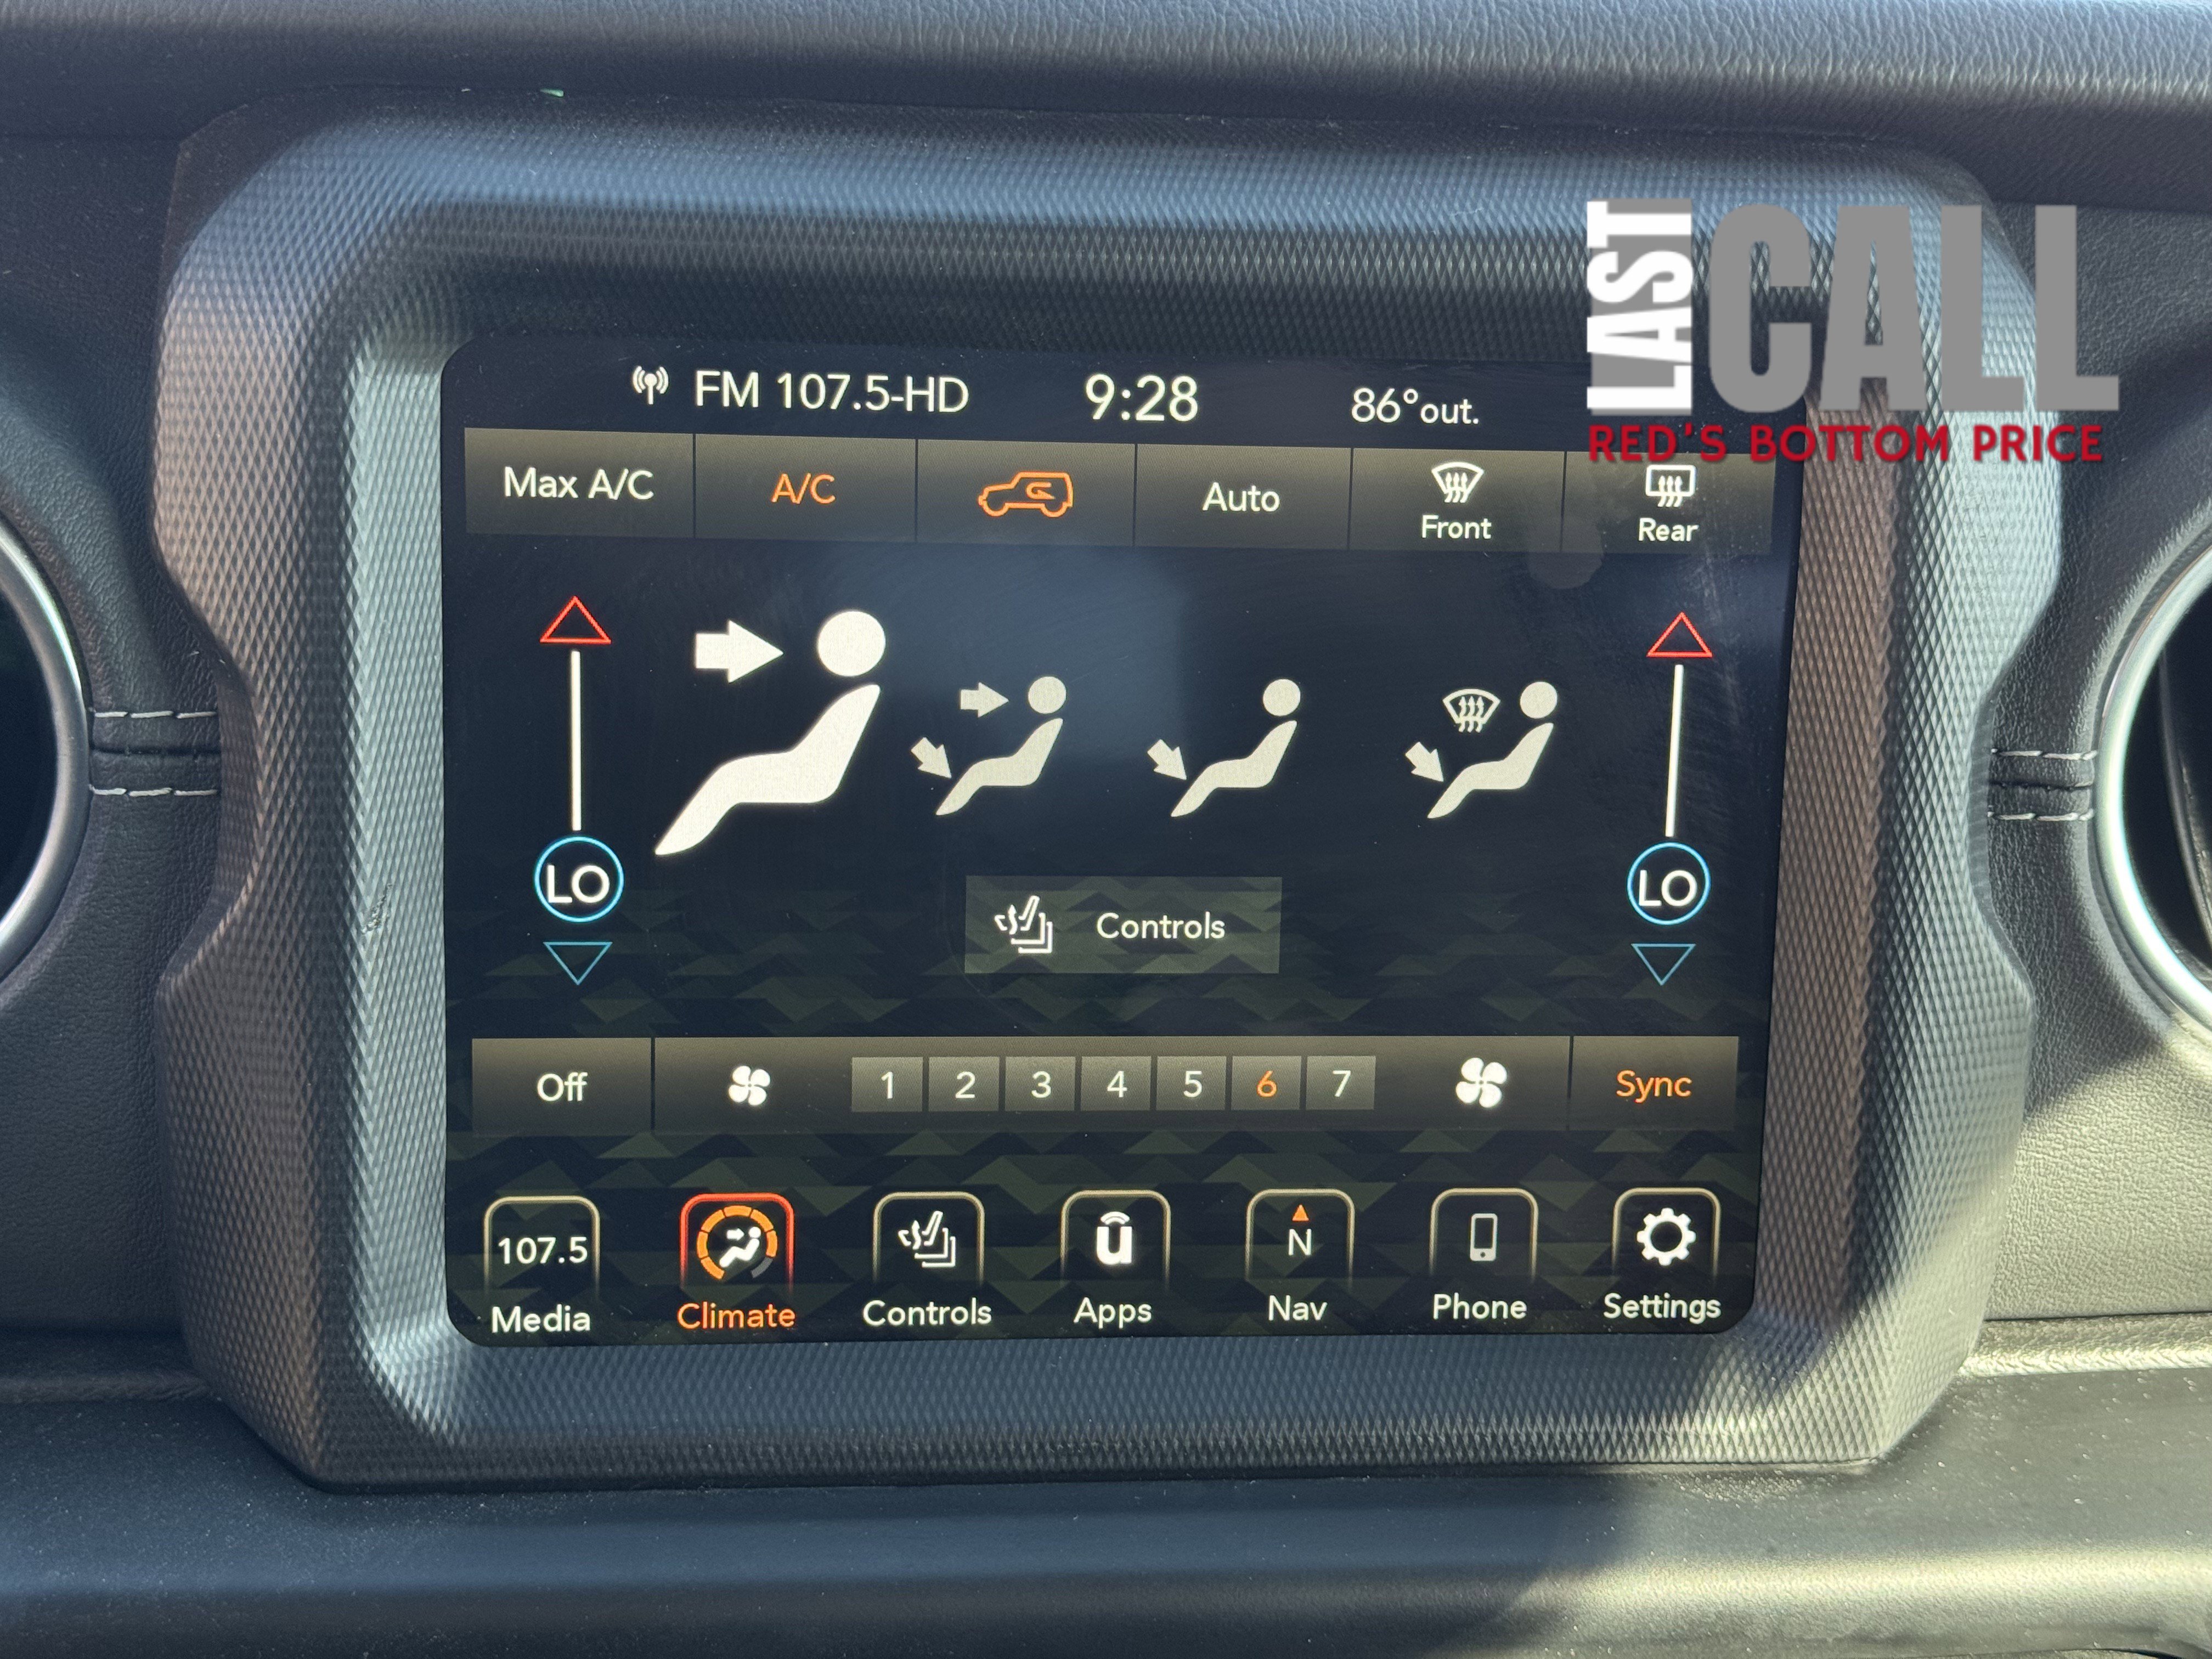 LAST CALL
RED'S BOTTOM PRICE
FM 107.5-HD 9:28 86°out.
Max A/C A/C Auto Front Rear
LO LO
Controls
Off 1 2 3 4 5 6 7 Sync
107.5 u N
Media Climate Controls Apps Nav Phone Settings